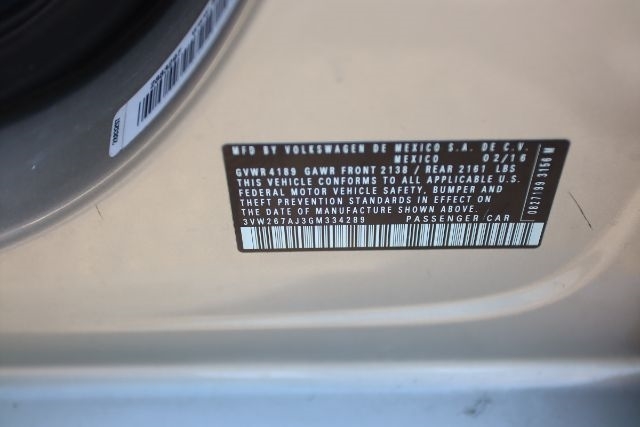 MFD BY VOLKSWAGEN DE MEXICO S.A. DE C.V.
MEXICO 02/16
GVWR 4189 GAWR FRONT 2138 / REAR 2161 LBS
THIS VEHICLE CONFORMS TO ALL APPLICABLE U.S.
FEDERAL MOTOR VEHICLE SAFETY, BUMPER AND
THEFT PREVENTION STANDARDS IN EFFECT ON
THE DATE OF MANUFACTURE SHOWN ABOVE.
3VW267AJ3GM334289 PASSENGER CAR